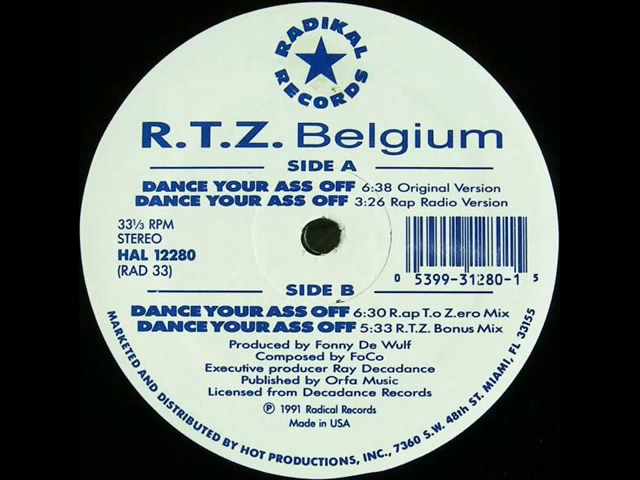 RADIKAL
RECORDS
R.T.Z. Belgium
SIDE A
DANCE YOUR ASS OFF 6:38 Original Version
DANCE YOUR ASS OFF 3:26 Rap Radio Version
33⅓ RPM
STEREO
HAL 12280
(RAD 33)
0 5399-31280-1 5
SIDE B
DANCE YOUR ASS OFF 6:30 R.ap T.o Z.ero Mix
DANCE YOUR ASS OFF 5:33 R.T.Z. Bonus Mix
Produced by Fonny De Wulf
Composed by FoCo
Executive producer Ray Decadance
Published by Orfa Music
Licensed from Decadance Records
℗ 1991 Radical Records
Made in USA
MARKETED AND DISTRIBUTED BY HOT PRODUCTIONS, INC., 7360 S.W. 48th ST. MIAMI, FL 33155